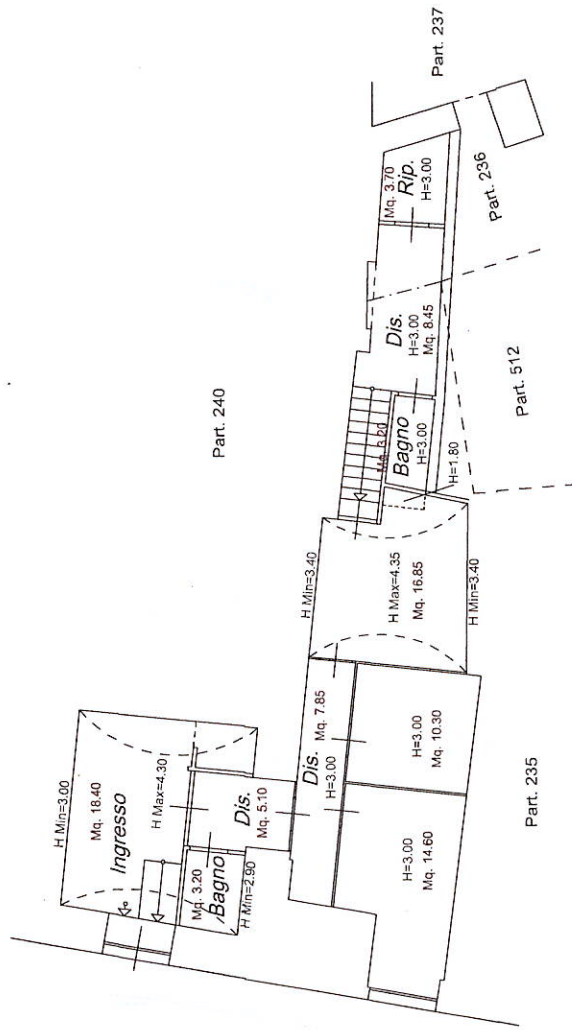 Part. 237
Mq. 3.70
Rip.
H=3.00
Part. 236
Dis.
H=3.00
Mq. 8.45
Part. 512
Part. 240
Mq. 3.20
Bagno
H=3.00
H=1.80
H Min=3.40
H Max=4.35
Mq. 16.85
H Min=3.40
Mq. 7.85
Dis.
H=3.00
H=3.00
Mq. 10.30
Part. 235
H=3.00
Mq. 14.60
H Min=3.00
Mq. 18.40
Ingresso
H Max=4.30
Dis.
Mq. 5.10
Mq. 3.20
Bagno
H Min=2.90